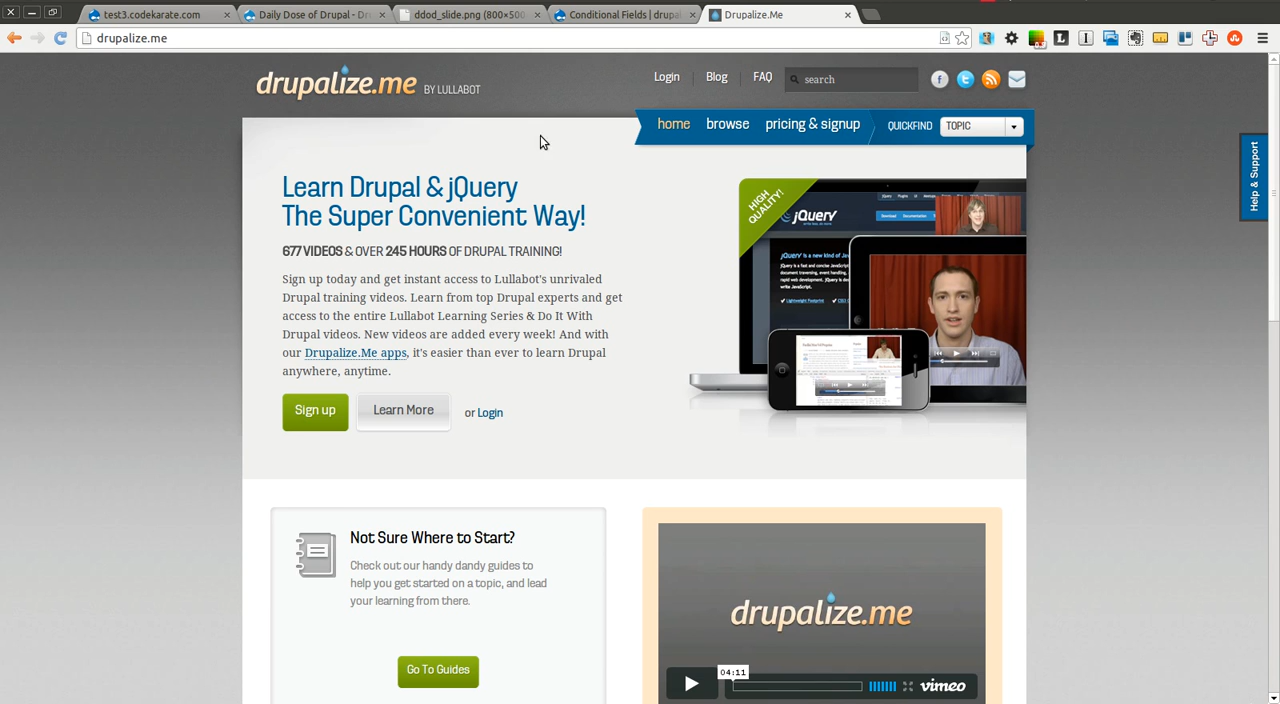 test3.codekarate.com
Daily Dose of Drupal - Dr
ddod_slide.png (800×500
Conditional Fields | drupal
Drupalize.Me
drupalize.me
drupalize.me BY LULLABOT
Login
Blog
FAQ
search
home
browse
pricing & signup
QUICKFIND
TOPIC
Help & Support
Learn Drupal & jQuery
The Super Convenient Way!
677 VIDEOS & OVER 245 HOURS OF DRUPAL TRAINING!
Sign up today and get instant access to Lullabot's unrivaled
Drupal training videos. Learn from top Drupal experts and get
access to the entire Lullabot Learning Series & Do It With
Drupal videos. New videos are added every week! And with
our Drupalize.Me apps, it's easier than ever to learn Drupal
anywhere, anytime.
Sign up
Learn More
or Login
HIGH
QUALITY!
jQuery
Not Sure Where to Start?
Check out our handy dandy guides to
help you get started on a topic, and lead
your learning from there.
Go To Guides
drupalize.me
04:11
vimeo